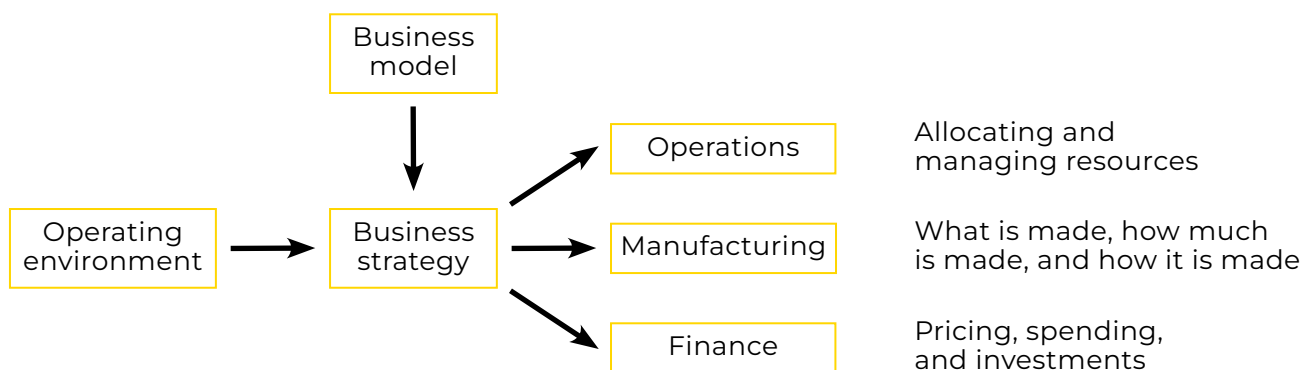 Business
model
Operations
Allocating and
managing resources
Operating
environment
Business
strategy
Manufacturing
What is made, how much
is made, and how it is made
Finance
Pricing, spending,
and investments